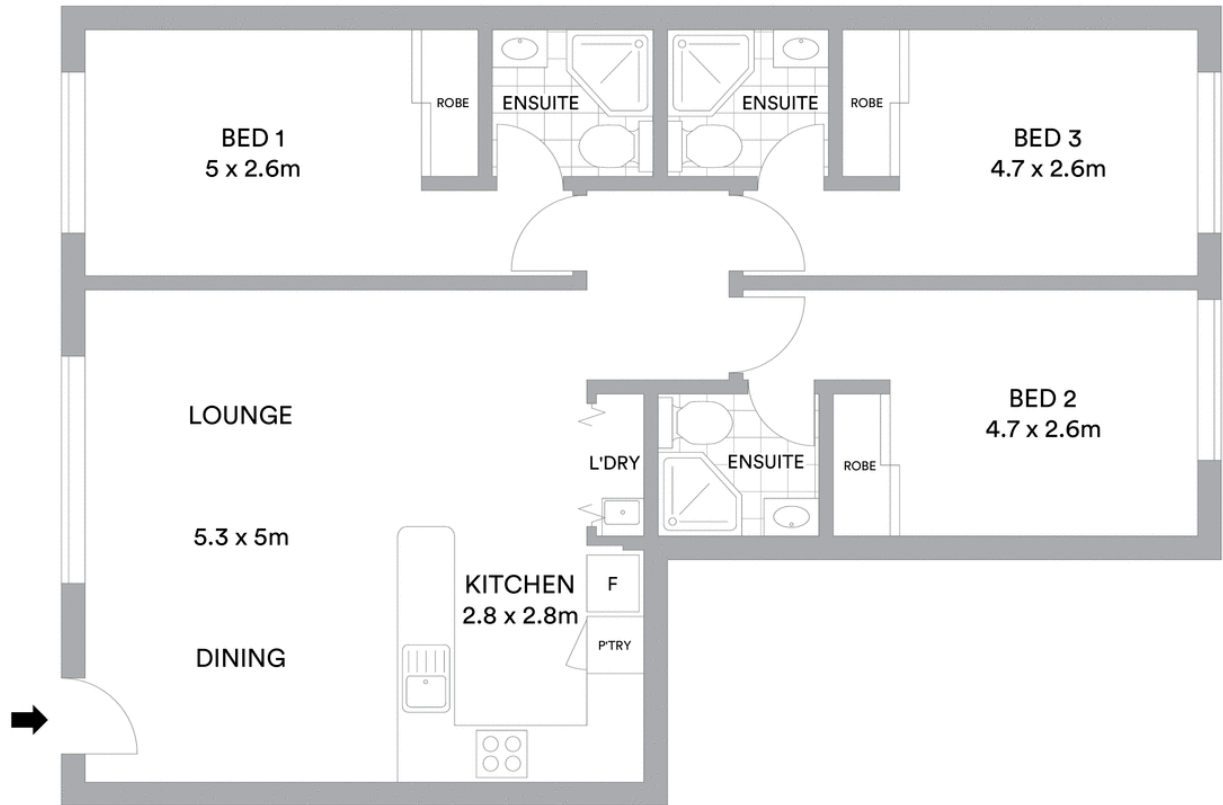 BED 1
5 x 2.6m
ROBE
ENSUITE
ENSUITE
ROBE
BED 3
4.7 x 2.6m
LOUNGE
5.3 x 5m
DINING
KITCHEN
2.8 x 2.8m
L'DRY
F
P'TRY
ENSUITE
ROBE
BED 2
4.7 x 2.6m